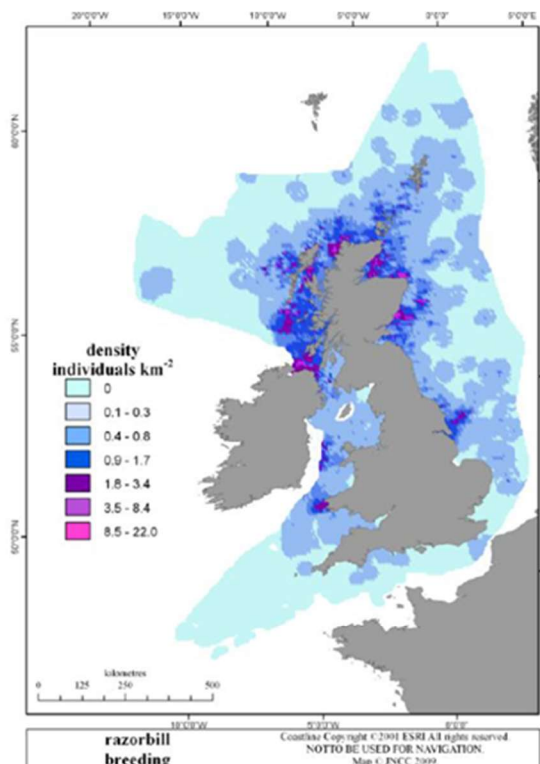 20°0'0"W 15°0'0"W 10°0'0"W 5°0'0"W 0°0'0" 5°0'0"E
60°0'0"N
55°0'0"N
density
individuals km-2
0
0.1 - 0.3
0.4 - 0.8
0.9 - 1.7
1.8 - 3.4
3.5 - 8.4
8.5 - 22.0
50°0'0"N
kilometres
0 125 250 500
10°0'0"W 5°0'0"W 0°0'0"
razorbill
breeding
Coastline Copyright ©2001 ESRI All rights reserved
NOT TO BE USED FOR NAVIGATION.
Map © JNCC 2009